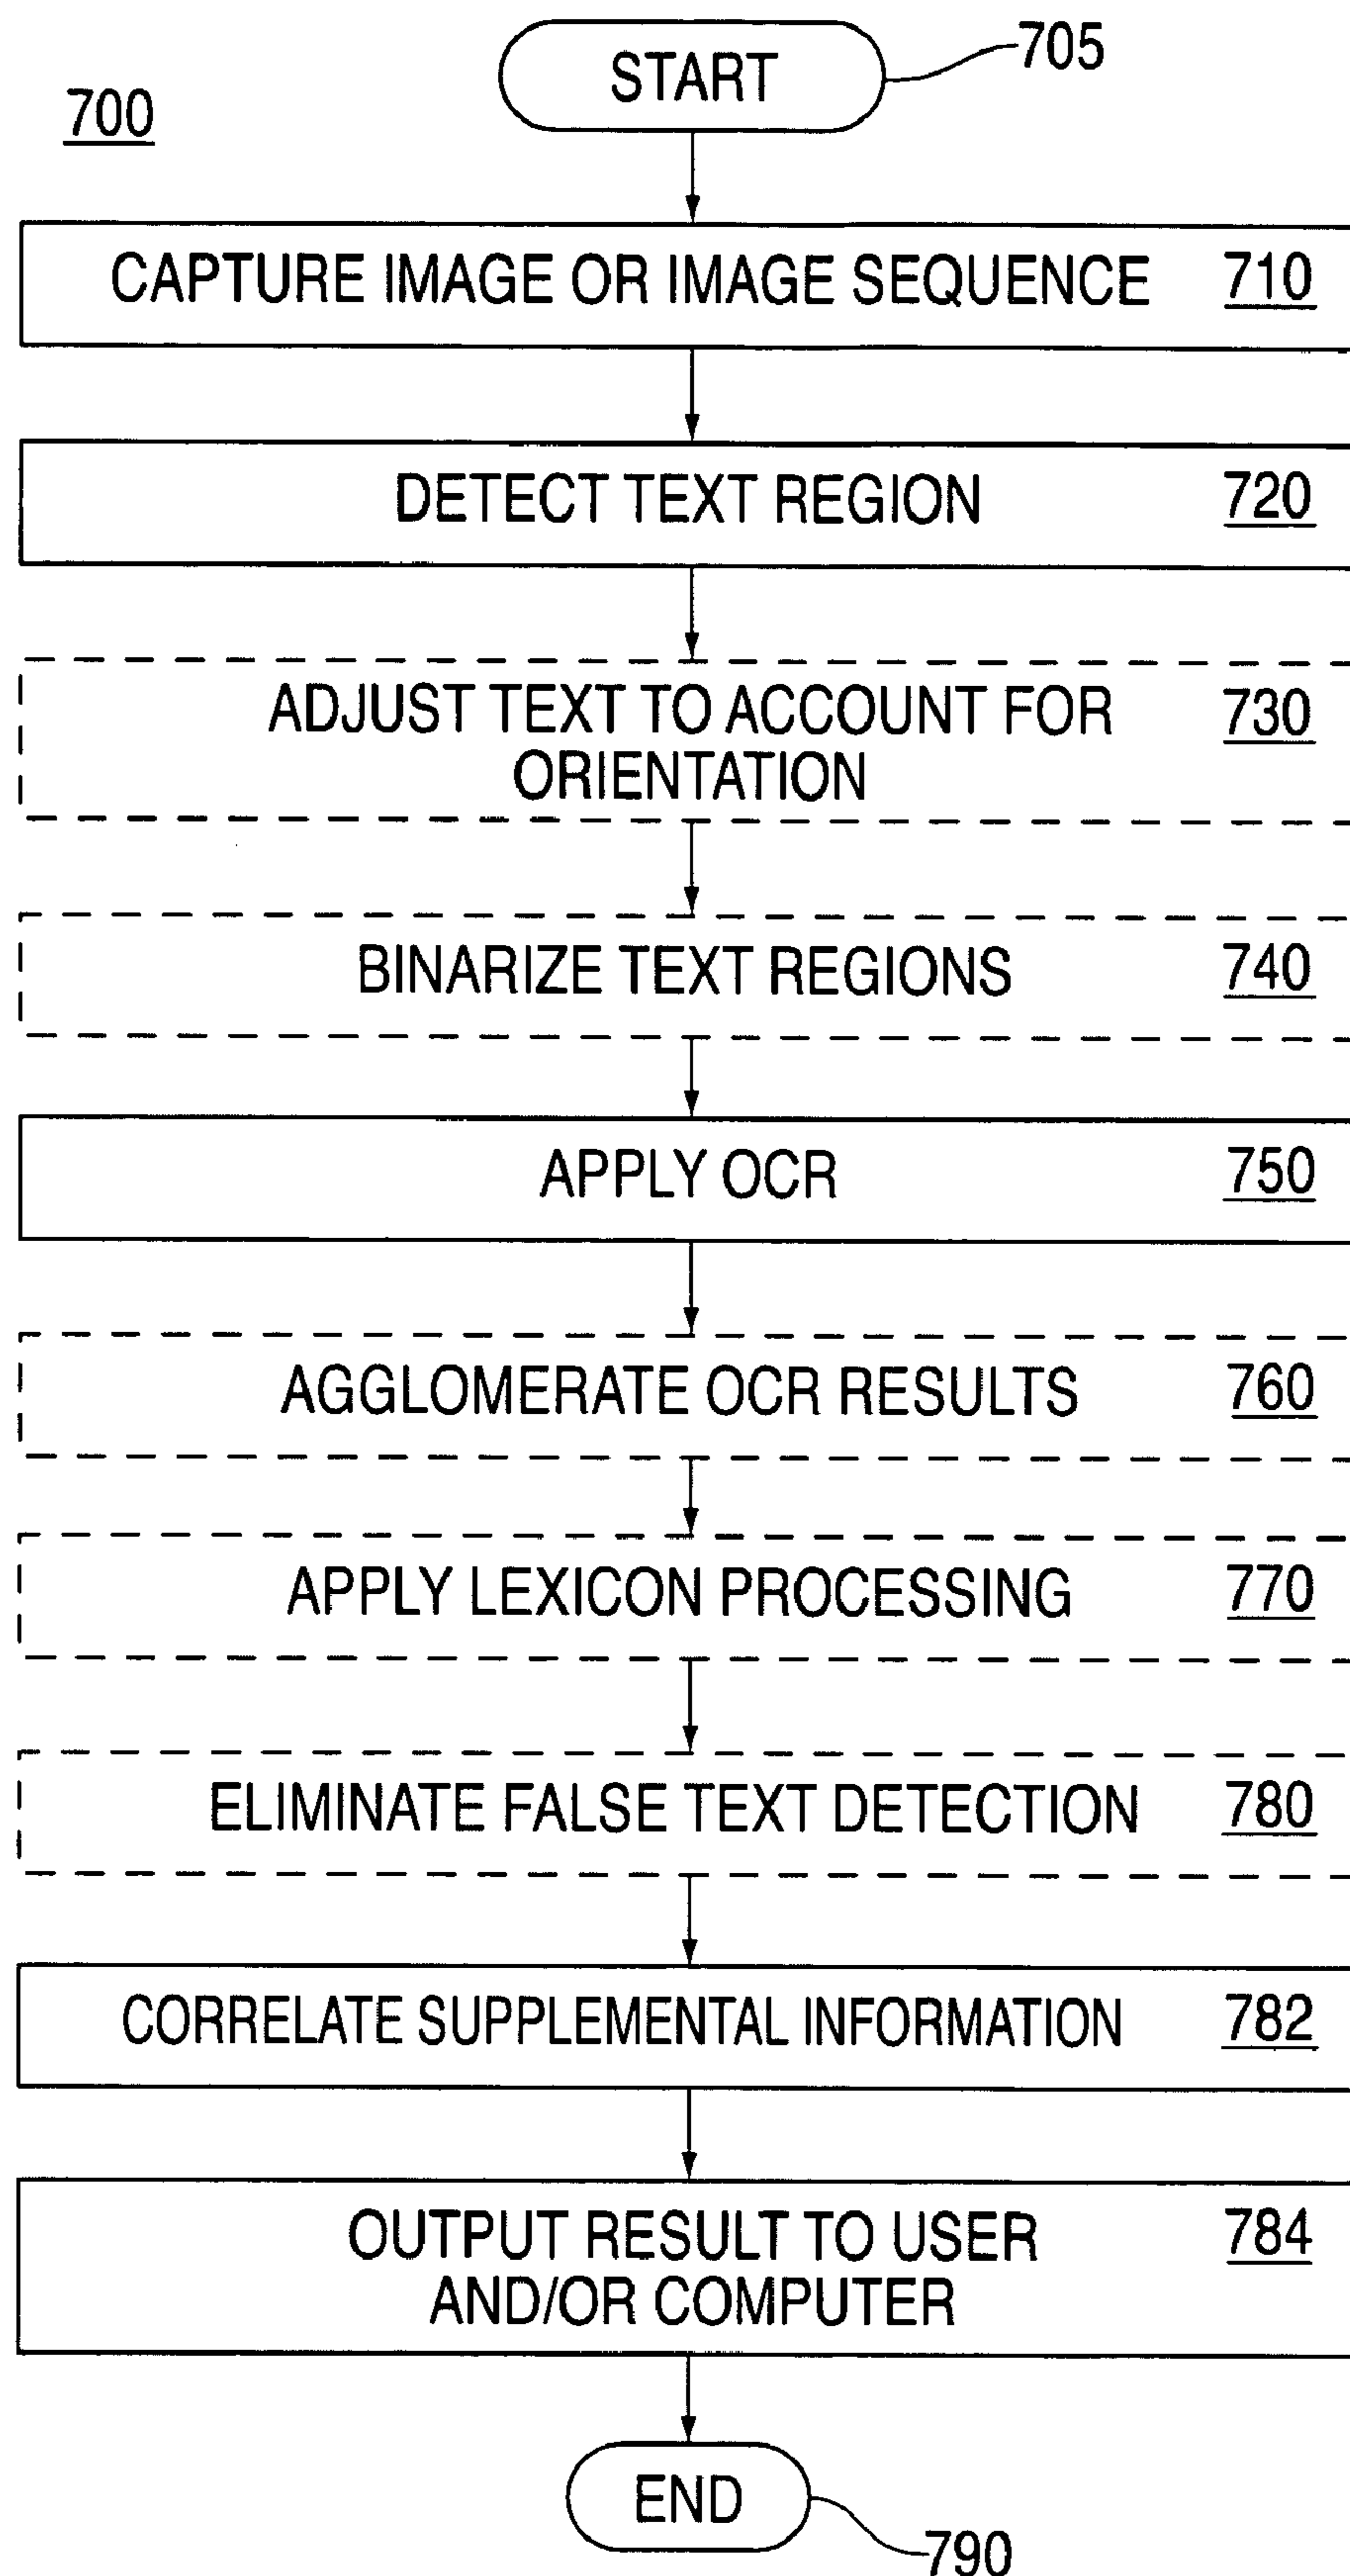 START
705
700
CAPTURE IMAGE OR IMAGE SEQUENCE 710
DETECT TEXT REGION 720
ADJUST TEXT TO ACCOUNT FOR 730
ORIENTATION
BINARIZE TEXT REGIONS 740
APPLY OCR 750
AGGLOMERATE OCR RESULTS 760
APPLY LEXICON PROCESSING 770
ELIMINATE FALSE TEXT DETECTION 780
CORRELATE SUPPLEMENTAL INFORMATION 782
OUTPUT RESULT TO USER 784
AND/OR COMPUTER
END
790